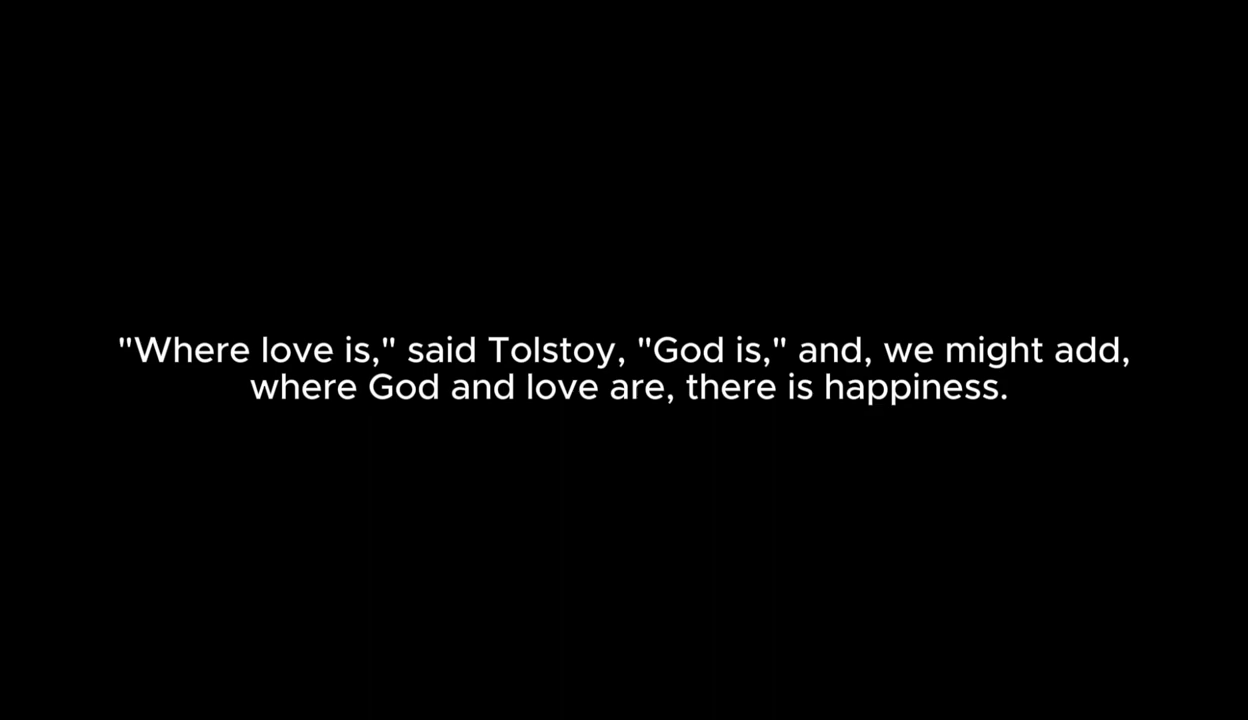 "Where love is," said Tolstoy, "God is," and, we might add,
where God and love are, there is happiness.